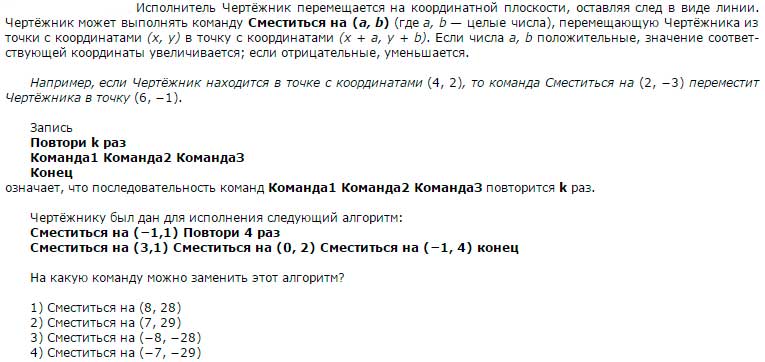 Исполнитель Чертёжник перемещается на координатной плоскости, оставляя след в виде линии.
Чертёжник может выполнять команду Сместиться на (a, b) (где a, b — целые числа), перемещающую Чертёжника из
точки с координатами (x, y) в точку с координатами (x + a, y + b). Если числа a, b положительные, значение соответ-
ствующей координаты увеличивается; если отрицательные, уменьшается.
Например, если Чертёжник находится в точке с координатами (4, 2), то команда Сместиться на (2, −3) переместит
Чертёжника в точку (6, −1).
Запись
Повтори k раз
Команда1 Команда2 Команда3
Конец
означает, что последовательность команд Команда1 Команда2 Команда3 повторится k раз.
Чертёжнику был дан для исполнения следующий алгоритм:
Сместиться на (−1,1) Повтори 4 раз
Сместиться на (3,1) Сместиться на (0, 2) Сместиться на (−1, 4) конец
На какую команду можно заменить этот алгоритм?
1) Сместиться на (8, 28)
2) Сместиться на (7, 29)
3) Сместиться на (−8, −28)
4) Сместиться на (−7, −29)